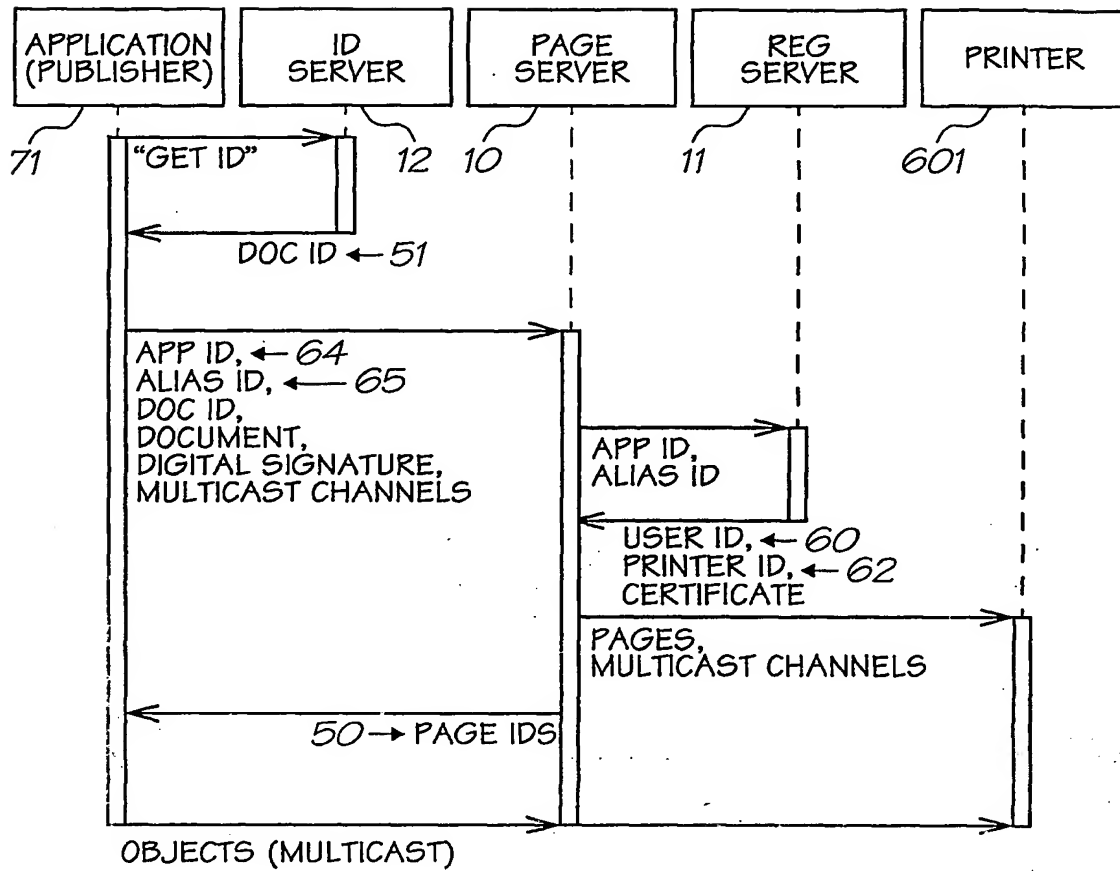 APPLICATION
(PUBLISHER)
ID
SERVER
PAGE
SERVER
REG
SERVER
PRINTER
71
12
10
11
601
"GET ID"
DOC ID ← 51
APP ID, ← 64
ALIAS ID, ← 65
DOC ID,
DOCUMENT,
DIGITAL SIGNATURE,
MULTICAST CHANNELS
APP ID,
ALIAS ID
USER ID, ← 60
PRINTER ID, ← 62
CERTIFICATE
PAGES,
MULTICAST CHANNELS
50 → PAGE IDS
OBJECTS (MULTICAST)